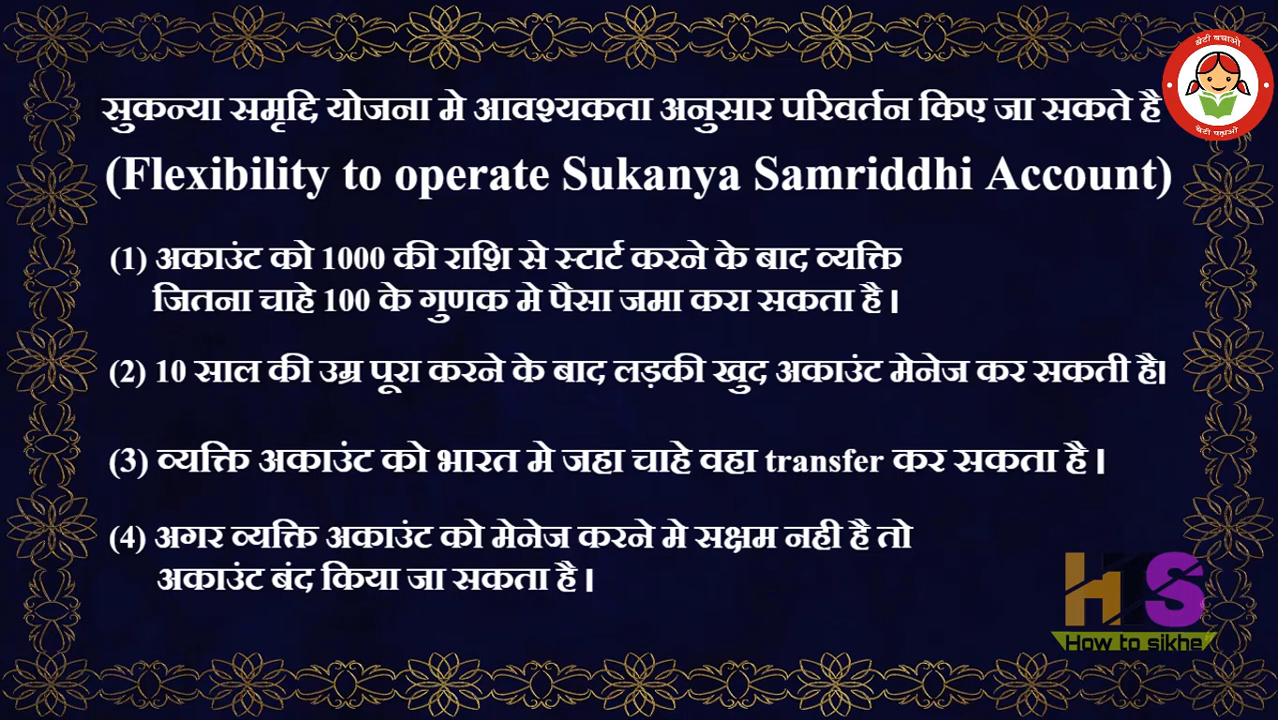 बेटी बचाओ
सुकन्या समृद्दि योजना मे आवश्यकता अनुसार परिवर्तन किए जा सकते है
बेटी पढ़ाओ
(Flexibility to operate Sukanya Samriddhi Account)
(1) अकाउंट को 1000 की राशि से स्टार्ट करने के बाद व्यक्ति
जितना चाहे 100 के गुणक मे पैसा जमा करा सकता है।
(2) 10 साल की उम्र पूरा करने के बाद लड़की खुद अकाउंट मेनेज कर सकती है।
(3) व्यक्ति अकाउंट को भारत मे जहा चाहे वहा transfer कर सकता है।
(4) अगर व्यक्ति अकाउंट को मेनेज करने मे सक्षम नही है तो
अकाउंट बंद किया जा सकता है।
HTS
How to sikhe